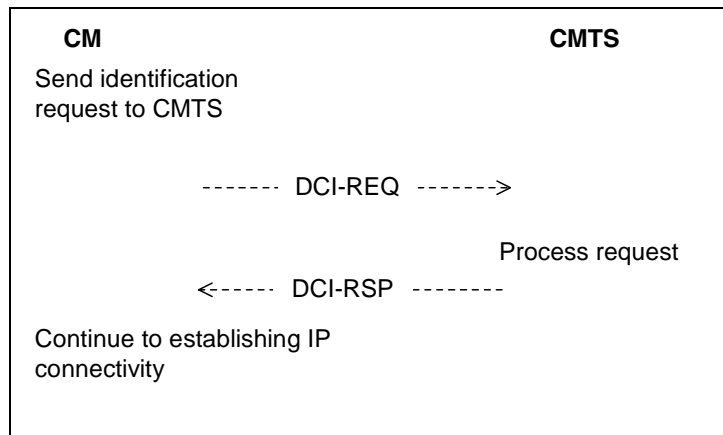 CM CMTS
Send identification
request to CMTS
DCI-REQ
Process request
DCI-RSP
Continue to establishing IP
connectivity